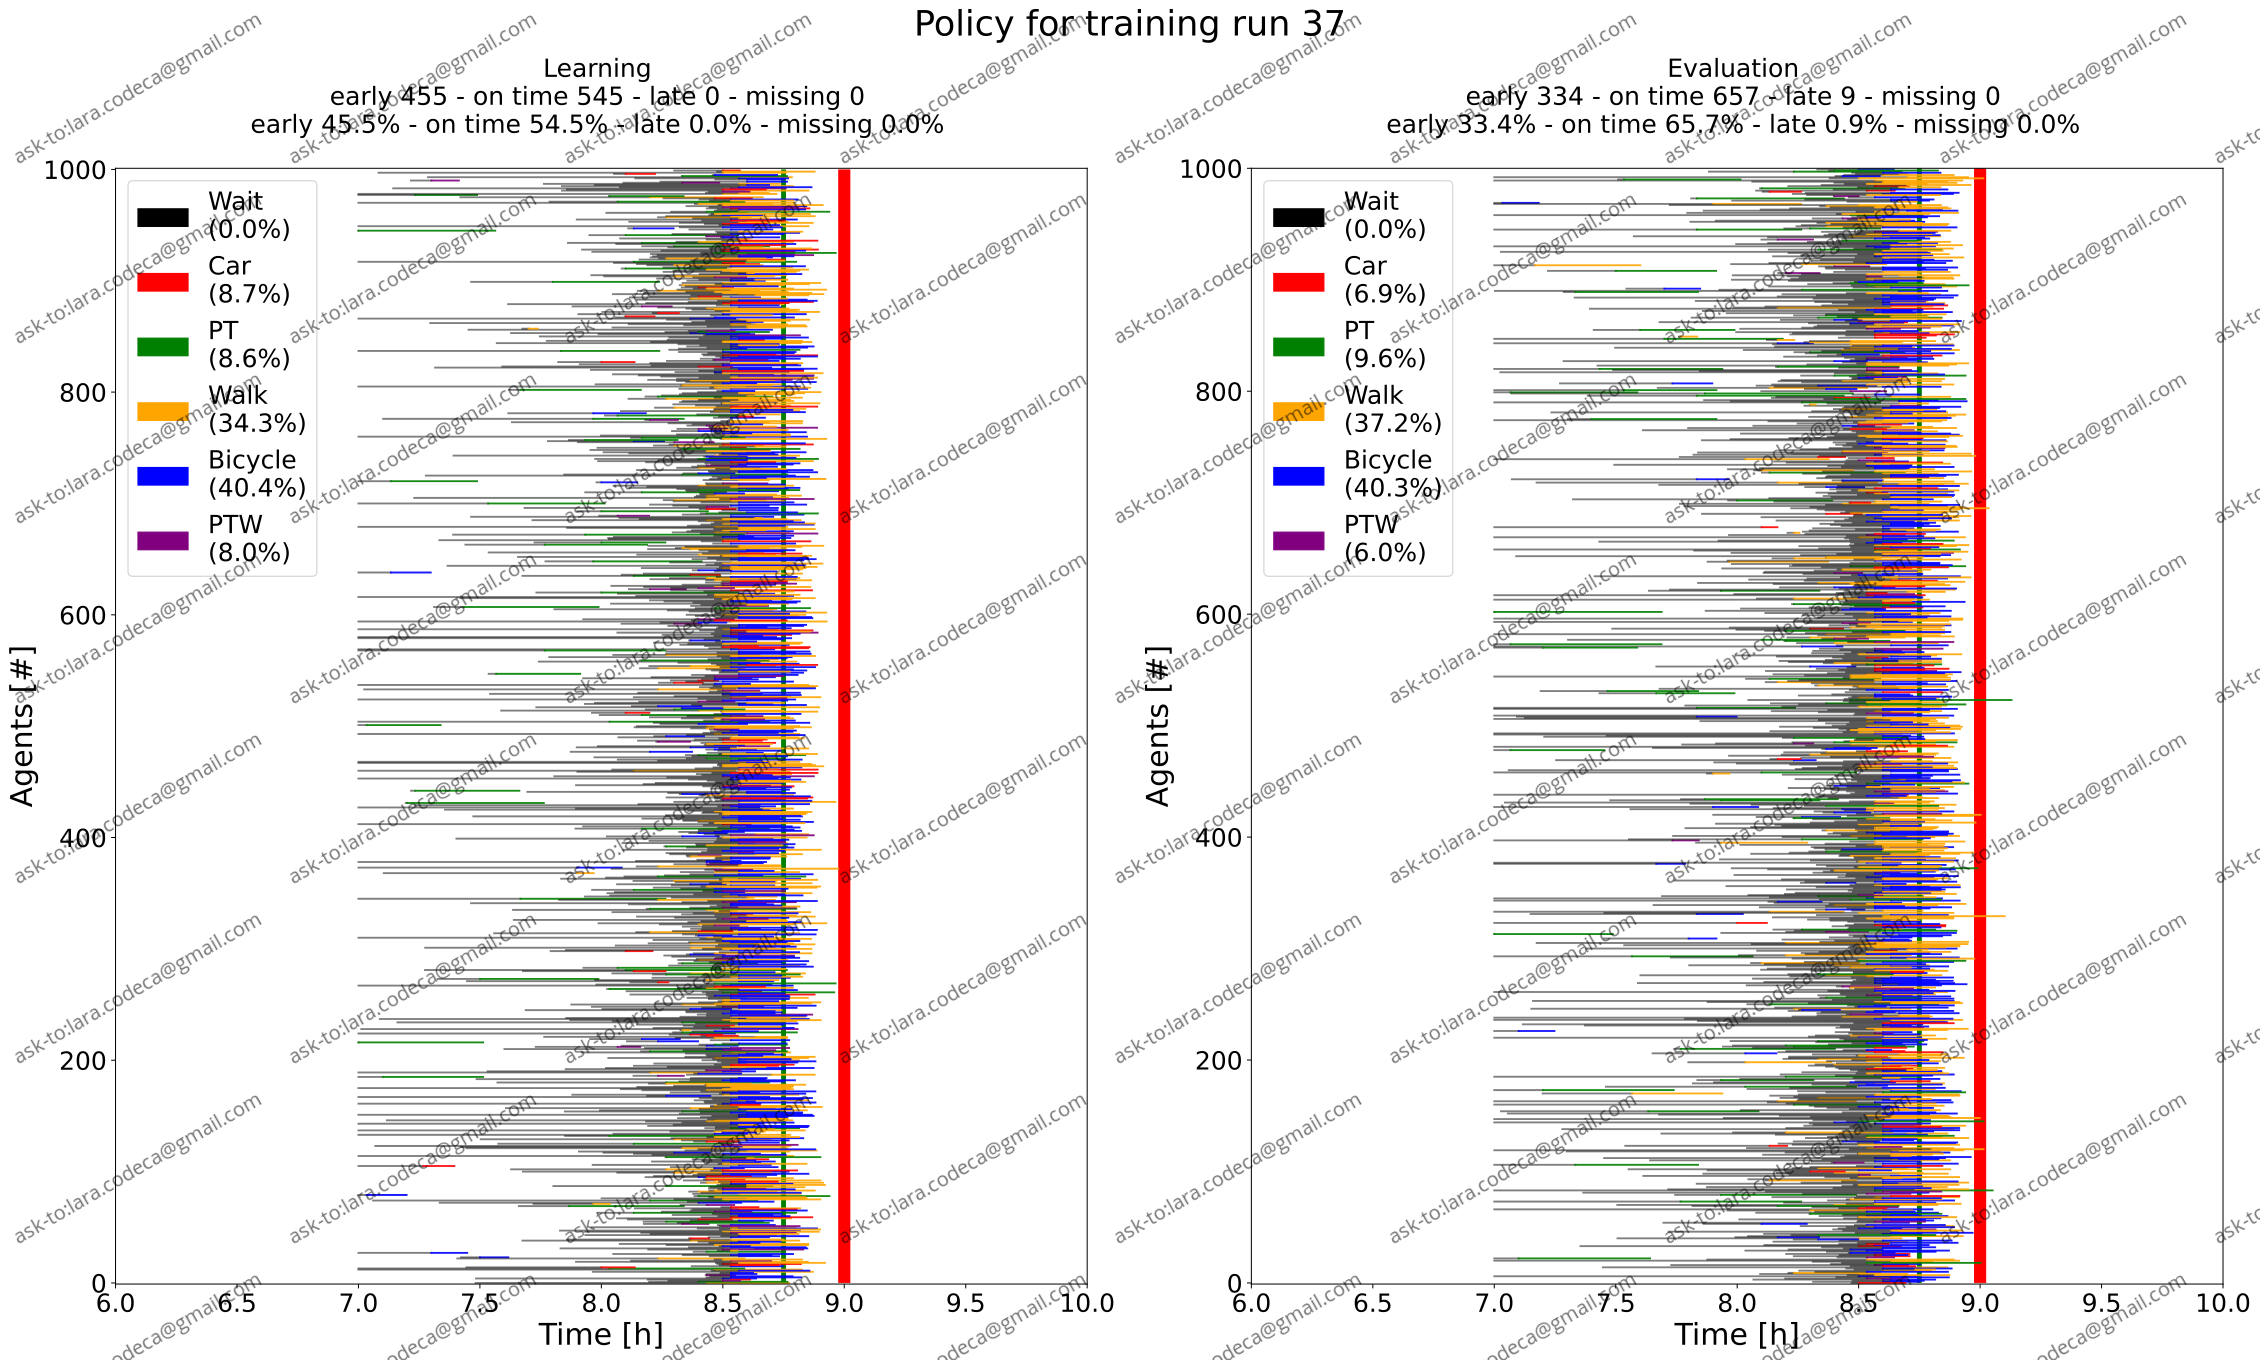 Policy for training run 37
Learning
early 455 - on time 545 - late 0 - missing 0
early 45.5% - on time 54.5% - late 0.0% - missing 0.0%
1000
800
600
400
200
0
Agents [#]
Wait
(0.0%)
Car
(8.7%)
PT
(8.6%)
Walk
(34.3%)
Bicycle
(40.4%)
PTW
(8.0%)
6.0 6.5 7.0 7.5 8.0 8.5 9.0 9.5 10.0
Time [h]
Evaluation
early 334 - on time 657 - late 9 - missing 0
early 33.4% - on time 65.7% - late 0.9% - missing 0.0%
1000
800
600
400
200
0
Agents [#]
Wait
(0.0%)
Car
(6.9%)
PT
(9.6%)
Walk
(37.2%)
Bicycle
(40.3%)
PTW
(6.0%)
6.0 6.5 7.0 7.5 8.0 8.5 9.0 9.5 10.0
Time [h]
ask-to:lara.codeca@gmail.com